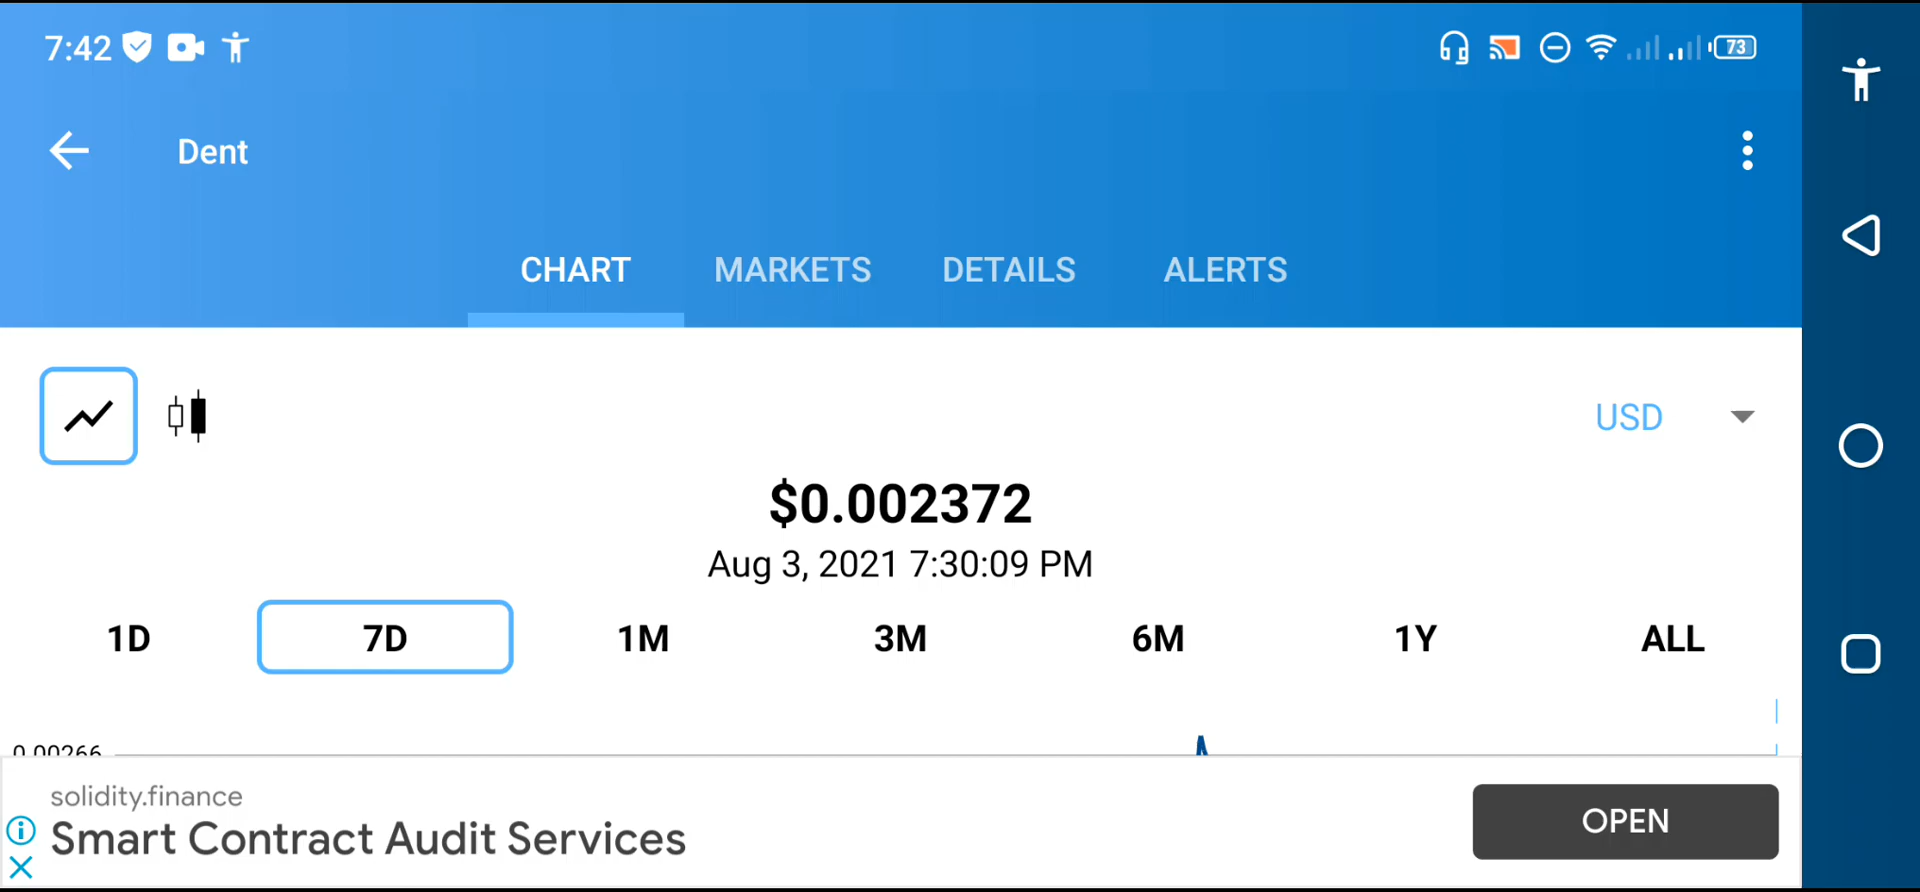 7:42
73
Dent
CHART MARKETS DETAILS ALERTS
USD
$0.002372
Aug 3, 2021 7:30:09 PM
1D 7D 1M 3M 6M 1Y ALL
0.00266
solidity.finance
Smart Contract Audit Services
OPEN